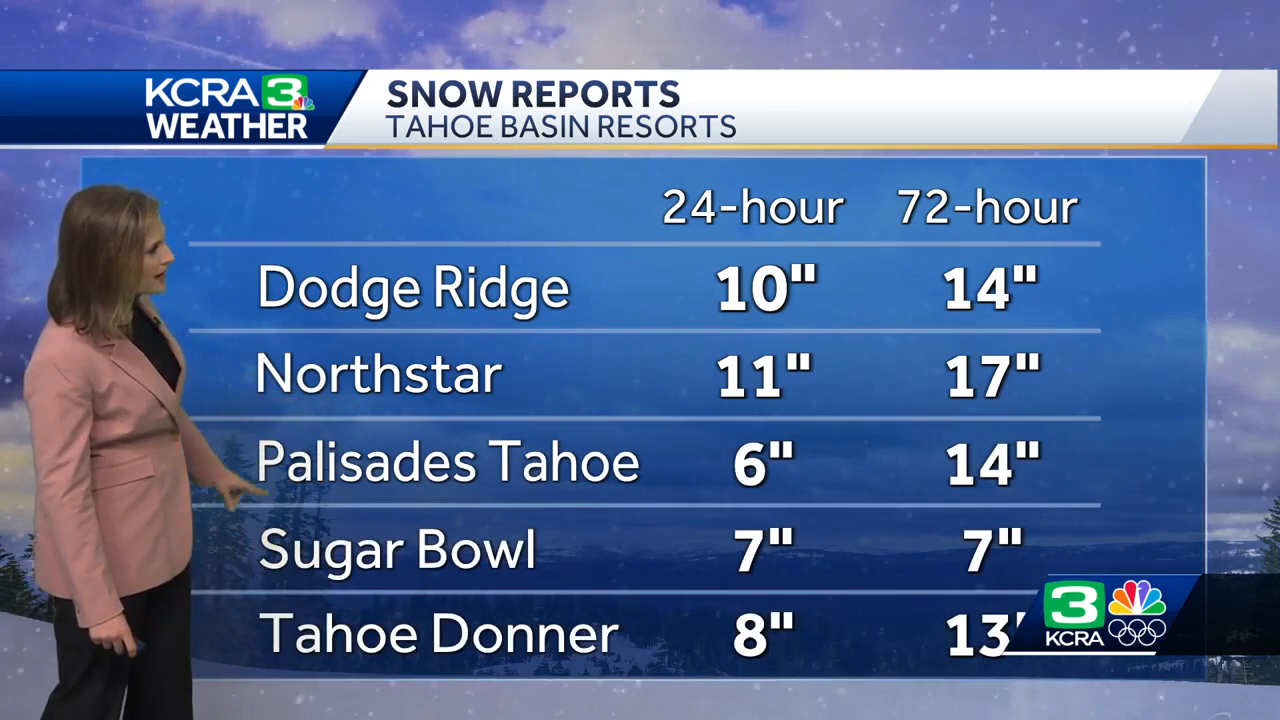 KCRA 3
WEATHER
SNOW REPORTS
TAHOE BASIN RESORTS
24-hour 72-hour
Dodge Ridge 10" 14"
Northstar 11" 17"
Palisades Tahoe 6" 14"
Sugar Bowl 7" 7"
Tahoe Donner 8" 13"
3
KCRA